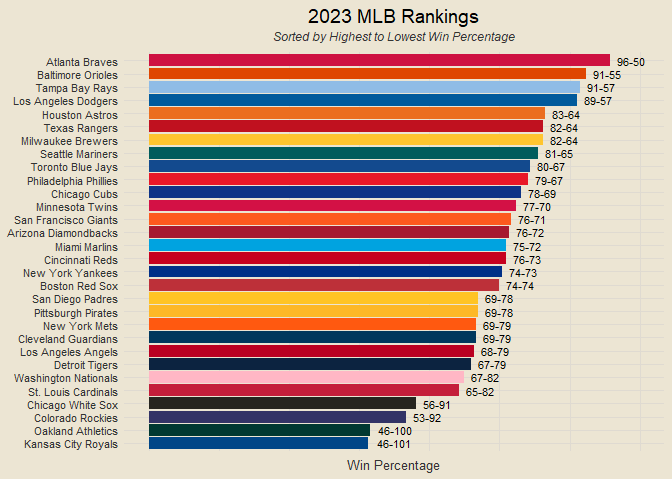 2023 MLB Rankings
Sorted by Highest to Lowest Win Percentage
Atlanta Braves 96-50
Baltimore Orioles 91-55
Tampa Bay Rays 91-57
Los Angeles Dodgers 89-57
Houston Astros 83-64
Texas Rangers 82-64
Milwaukee Brewers 82-64
Seattle Mariners 81-65
Toronto Blue Jays 80-67
Philadelphia Phillies 79-67
Chicago Cubs 78-69
Minnesota Twins 77-70
San Francisco Giants 76-71
Arizona Diamondbacks 76-72
Miami Marlins 75-72
Cincinnati Reds 76-73
New York Yankees 74-73
Boston Red Sox 74-74
San Diego Padres 69-78
Pittsburgh Pirates 69-78
New York Mets 69-79
Cleveland Guardians 69-79
Los Angeles Angels 68-79
Detroit Tigers 67-79
Washington Nationals 67-82
St. Louis Cardinals 65-82
Chicago White Sox 56-91
Colorado Rockies 53-92
Oakland Athletics 46-100
Kansas City Royals 46-101
Win Percentage